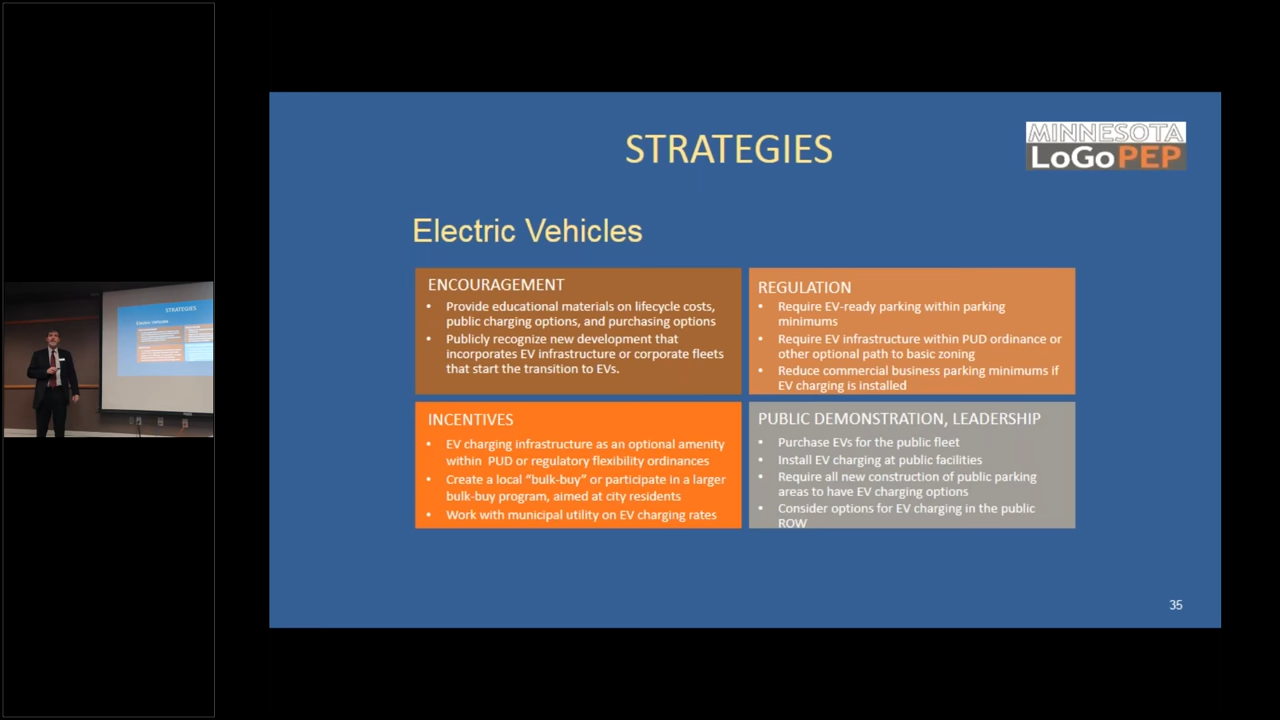 STRATEGIES
MINNESOTA
LoGoPEP
Electric Vehicles
ENCOURAGEMENT
• Provide educational materials on lifecycle costs,
public charging options, and purchasing options
• Publicly recognize new development that
incorporates EV infrastructure or corporate fleets
that start the transition to EVs.
REGULATION
• Require EV-ready parking within parking
minimums
• Require EV infrastructure within PUD ordinance or
other optional path to basic zoning
• Reduce commercial business parking minimums if
EV charging is installed
INCENTIVES
• EV charging infrastructure as an optional amenity
within PUD or regulatory flexibility ordinances
• Create a local “bulk-buy” or participate in a larger
bulk-buy program, aimed at city residents
• Work with municipal utility on EV charging rates
PUBLIC DEMONSTRATION, LEADERSHIP
• Purchase EVs for the public fleet
• Install EV charging at public facilities
• Require all new construction of public parking
areas to have EV charging options
• Consider options for EV charging in the public
ROW
35
STRATEGIES
Electric Vehicles